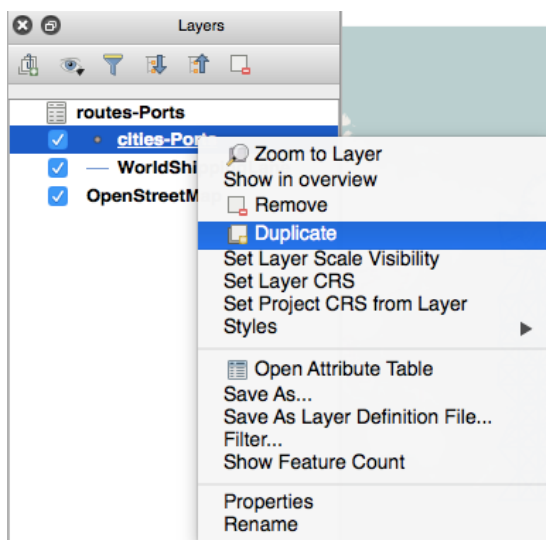 Layers
routes-Ports
cities-Ports
WorldShi
OpenStreetM
Zoom to Layer
Show in overview
Remove
Duplicate
Set Layer Scale Visibility
Set Layer CRS
Set Project CRS from Layer
Styles
Open Attribute Table
Save As...
Save As Layer Definition File...
Filter...
Show Feature Count
Properties
Rename